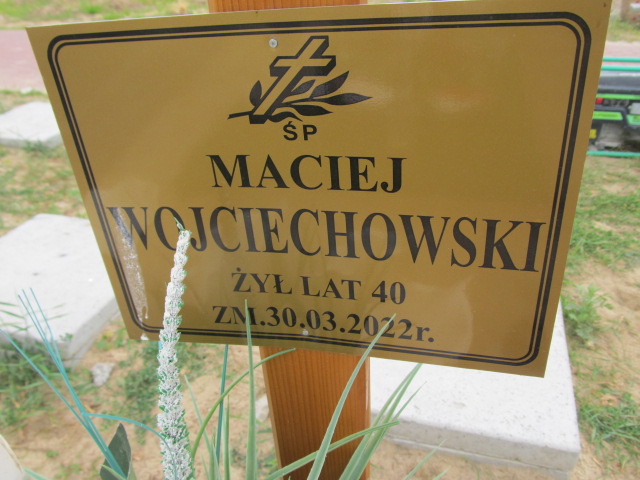 ŚP
MACIEJ
WOJCIECHOWSKI
ŻYŁ LAT 40
ZM.30.03.2022r.